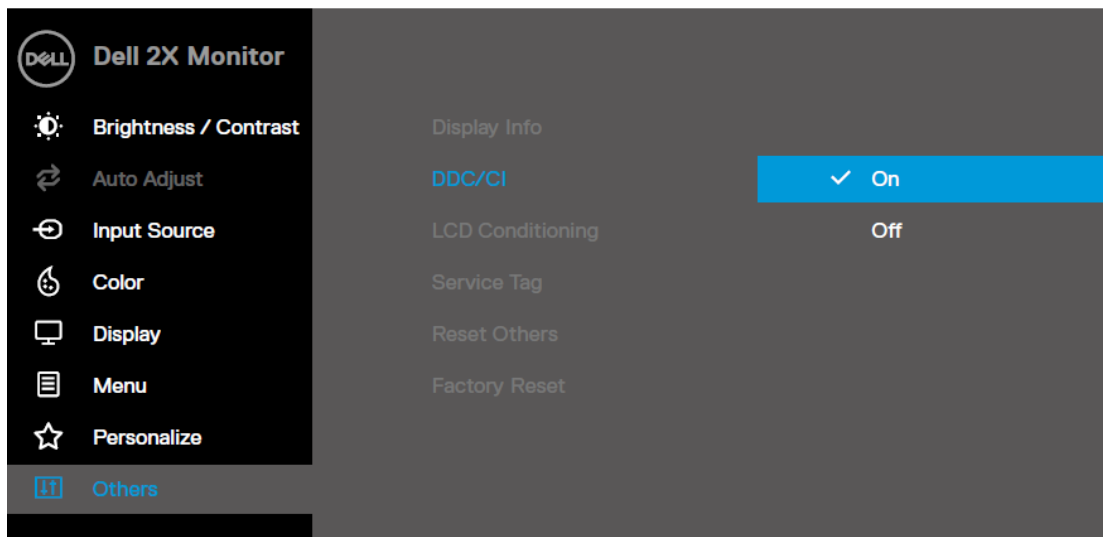 DELL
Dell 2X Monitor
Brightness / Contrast
Auto Adjust
Input Source
Color
Display
Menu
Personalize
Others
Display Info
DDC/CI
LCD Conditioning
Service Tag
Reset Others
Factory Reset
On
Off